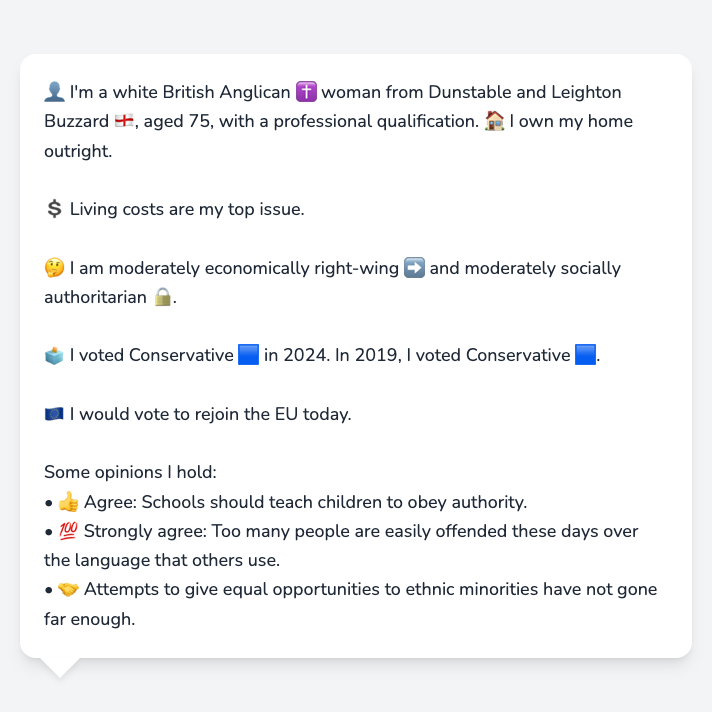 👤 I'm a white British Anglican ✝️ woman from Dunstable and Leighton
Buzzard 🏴󠁧󠁢󠁥󠁮󠁧󠁿, aged 75, with a professional qualification. 🏠 I own my home
outright.
💲 Living costs are my top issue.
🤔 I am moderately economically right-wing ➡️ and moderately socially
authoritarian 🔒.
🗳️ I voted Conservative 🟦 in 2024. In 2019, I voted Conservative 🟦.
🇪🇺 I would vote to rejoin the EU today.
Some opinions I hold:
• 👍 Agree: Schools should teach children to obey authority.
• 💯 Strongly agree: Too many people are easily offended these days over
the language that others use.
• 🤝 Attempts to give equal opportunities to ethnic minorities have not gone
far enough.